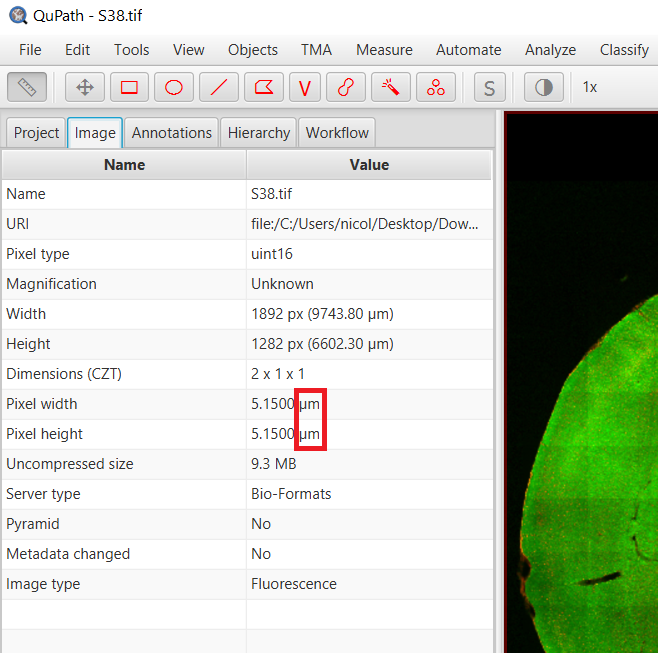 QuPath - S38.tif
File Edit Tools View Objects TMA Measure Automate Analyze Classify
V S 1x
Project Image Annotations Hierarchy Workflow
Name Value
Name S38.tif
URI file:/C:/Users/nicol/Desktop/Dow...
Pixel type uint16
Magnification Unknown
Width 1892 px (9743.80 µm)
Height 1282 px (6602.30 µm)
Dimensions (CZT) 2 x 1 x 1
Pixel width 5.1500 µm
Pixel height 5.1500 µm
Uncompressed size 9.3 MB
Server type Bio-Formats
Pyramid No
Metadata changed No
Image type Fluorescence